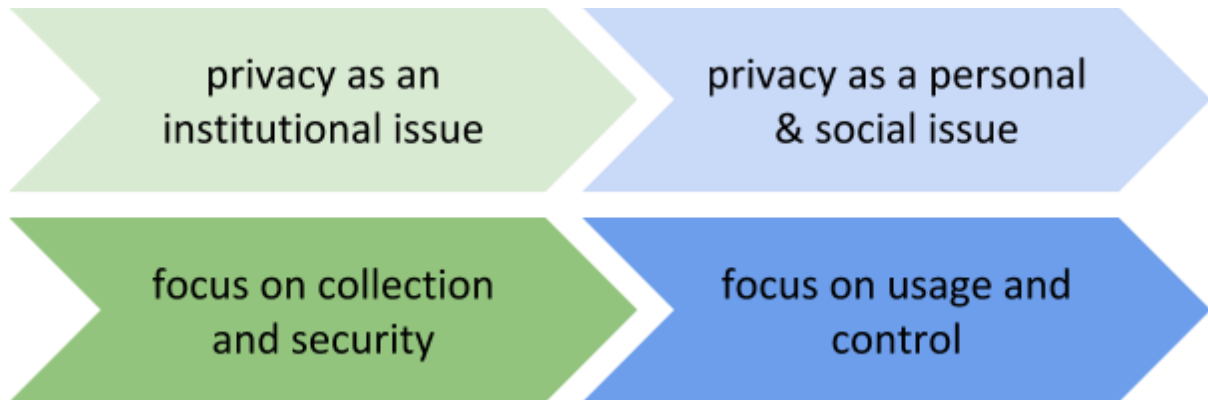 privacy as an
institutional issue
privacy as a personal
& social issue
focus on collection
and security
focus on usage and
control